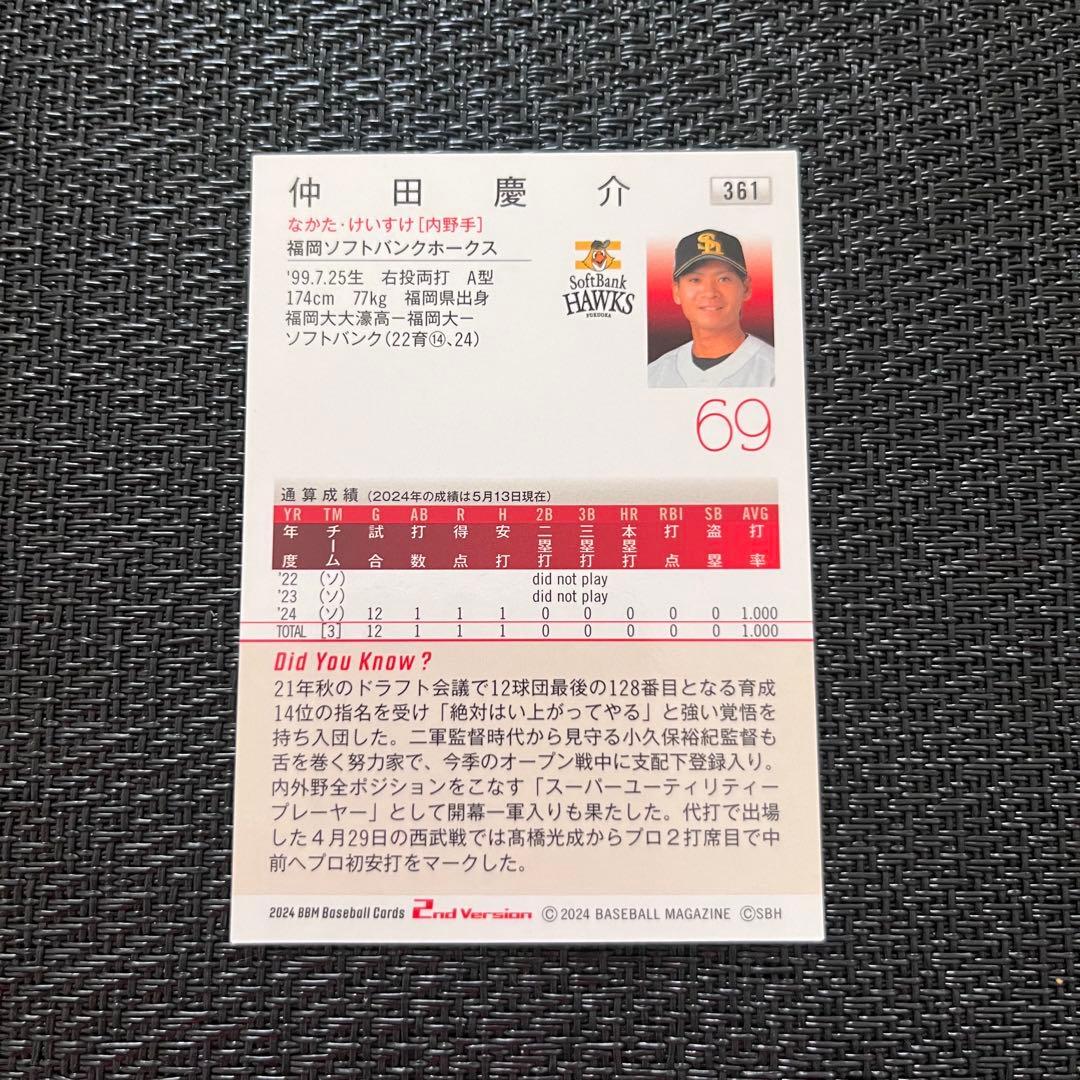 仲田慶介 361
なかた・けいすけ[内野手]
福岡ソフトバンクホークス
'99.7.25生 右投両打 A型
174cm 77kg 福岡県出身
福岡大大濠高ー福岡大ー
ソフトバンク(22育⑭、24)
SH
SoftBank
HAWKS
FUKUOKA
69
通算成績 (2024年の成績は5月13日現在)
YR TM G AB R H 2B 3B HR RBI SB AVG
年度 チーム 試合 打数 得点 安打 二塁打 三塁打 本塁打 打点 盗塁 打率
'22 (ソ) did not play
'23 (ソ) did not play
'24 (ソ) 12 1 1 1 0 0 0 0 0 1.000
TOTAL [3] 12 1 1 1 0 0 0 0 0 1.000
Did You Know?
21年秋のドラフト会議で12球団最後の128番目となる育成
14位の指名を受け「絶対はい上がってやる」と強い覚悟を
持ち入団した。二軍監督時代から見守る小久保裕紀監督も
舌を巻く努力家で、今季のオープン戦中に支配下登録入り。
内外野全ポジションをこなす「スーパーユーティリティー
プレーヤー」として開幕一軍入りも果たした。代打で出場
した4月29日の西武戦では髙橋光成からプロ2打席目で中
前へプロ初安打をマークした。
2024 BBM Baseball Cards 2nd Version ©2024 BASEBALL MAGAZINE ©SBH